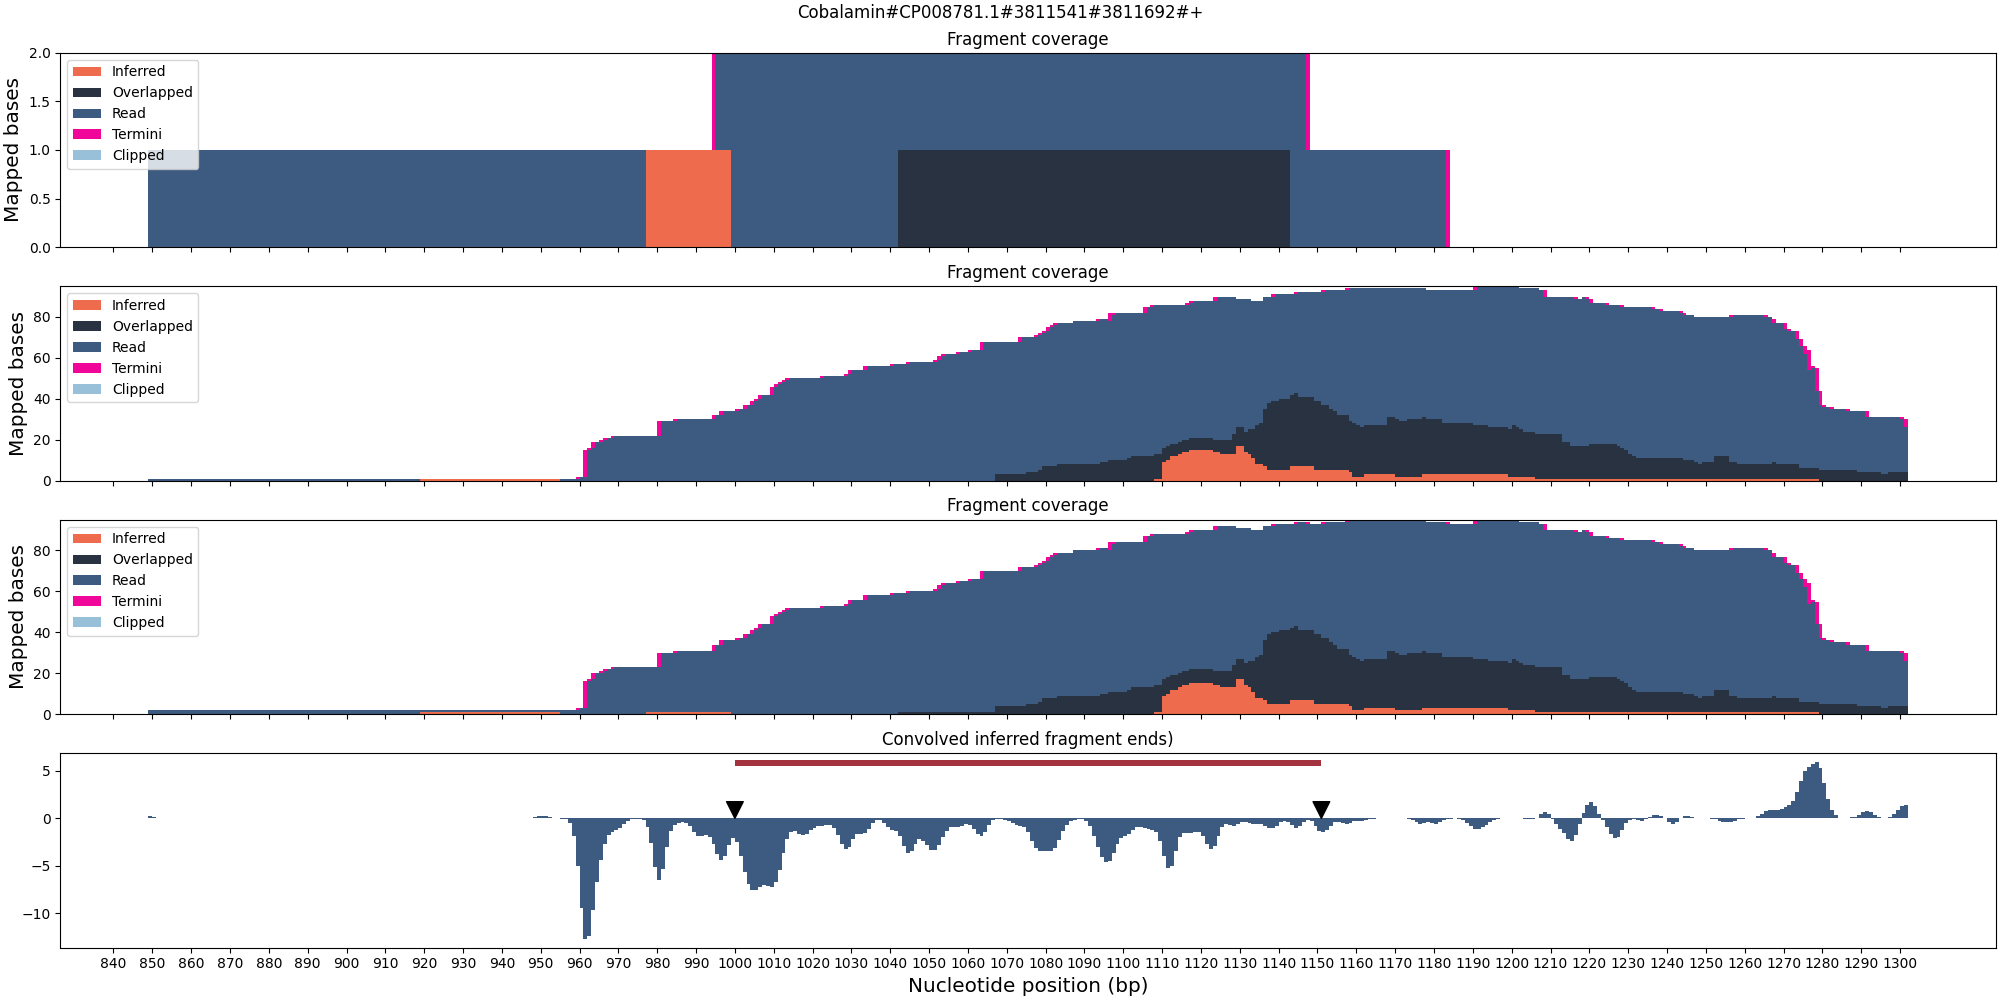 Cobalamin#CP008781.1#3811541#3811692#+
Fragment coverage
Mapped bases
2.0
1.5
1.0
0.5
0.0
Inferred
Overlapped
Read
Termini
Clipped
Fragment coverage
Mapped bases
80
60
40
20
0
Inferred
Overlapped
Read
Termini
Clipped
Fragment coverage
Mapped bases
80
60
40
20
0
Inferred
Overlapped
Read
Termini
Clipped
Convolved inferred fragment ends)
5
0
−5
−10
840 850 860 870 880 890 900 910 920 930 940 950 960 970 980 990 1000 1010 1020 1030 1040 1050 1060 1070 1080 1090 1100 1110 1120 1130 1140 1150 1160 1170 1180 1190 1200 1210 1220 1230 1240 1250 1260 1270 1280 1290 1300
Nucleotide position (bp)